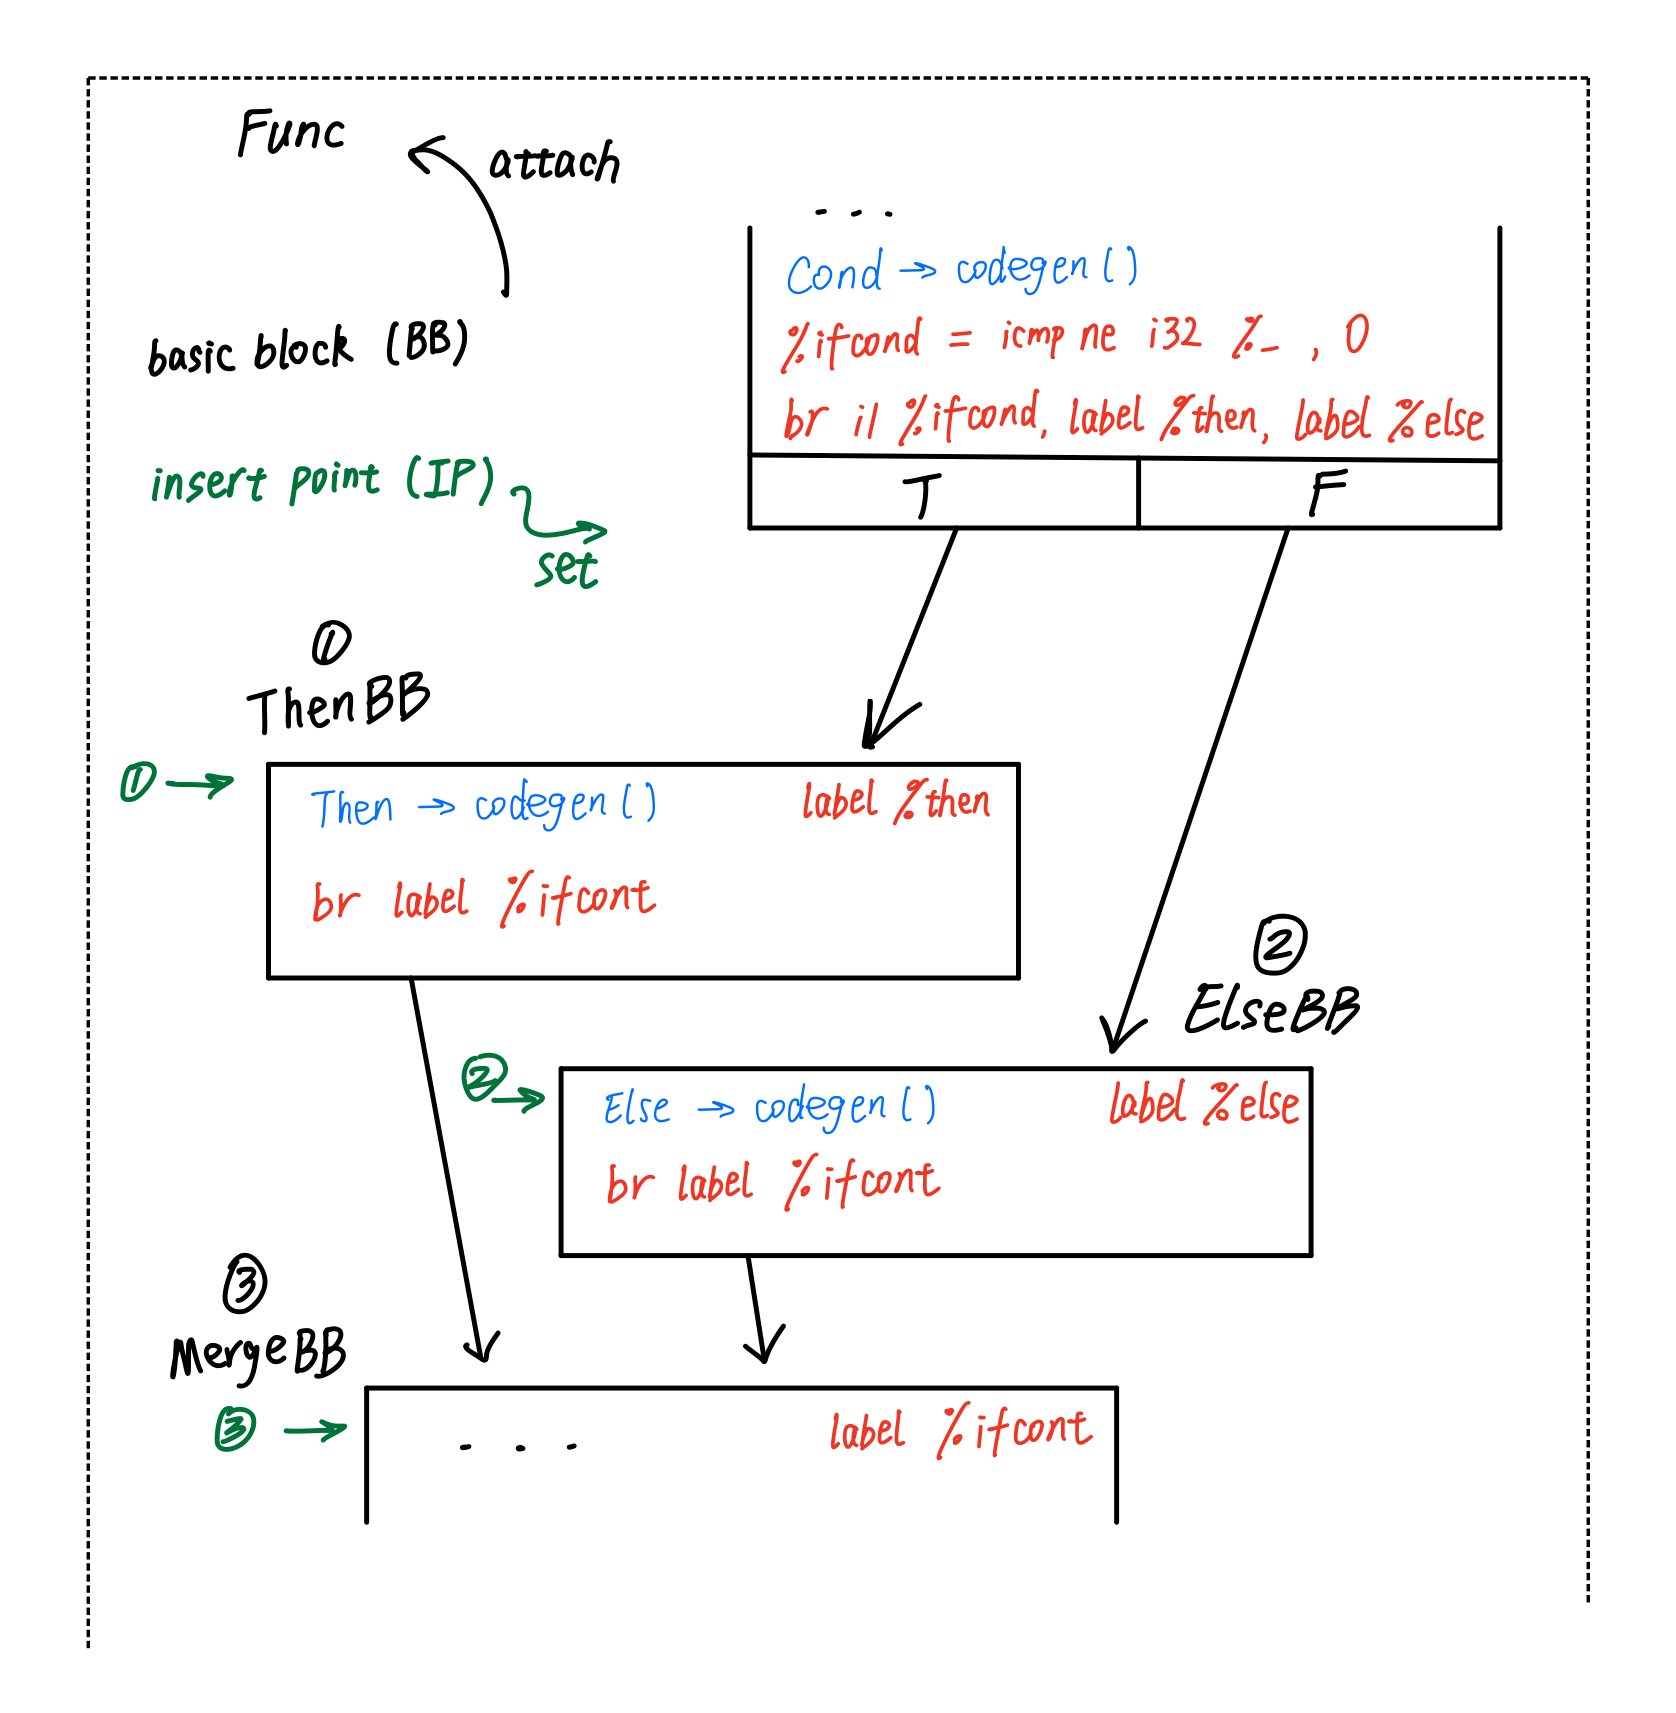 Func
attach
basic block (BB)
insert point (IP)
set
...
Cond → codegen()
%ifcond = icmp ne i32 %_ , 0
br i1 %ifcond, label %then, label %else
T
F
①
ThenBB
①→
Then → codegen()
label %then
br label %ifcont
②
ElseBB
②→
Else → codegen()
label %else
br label %ifcont
③
MergeBB
③→
...
label %ifcont